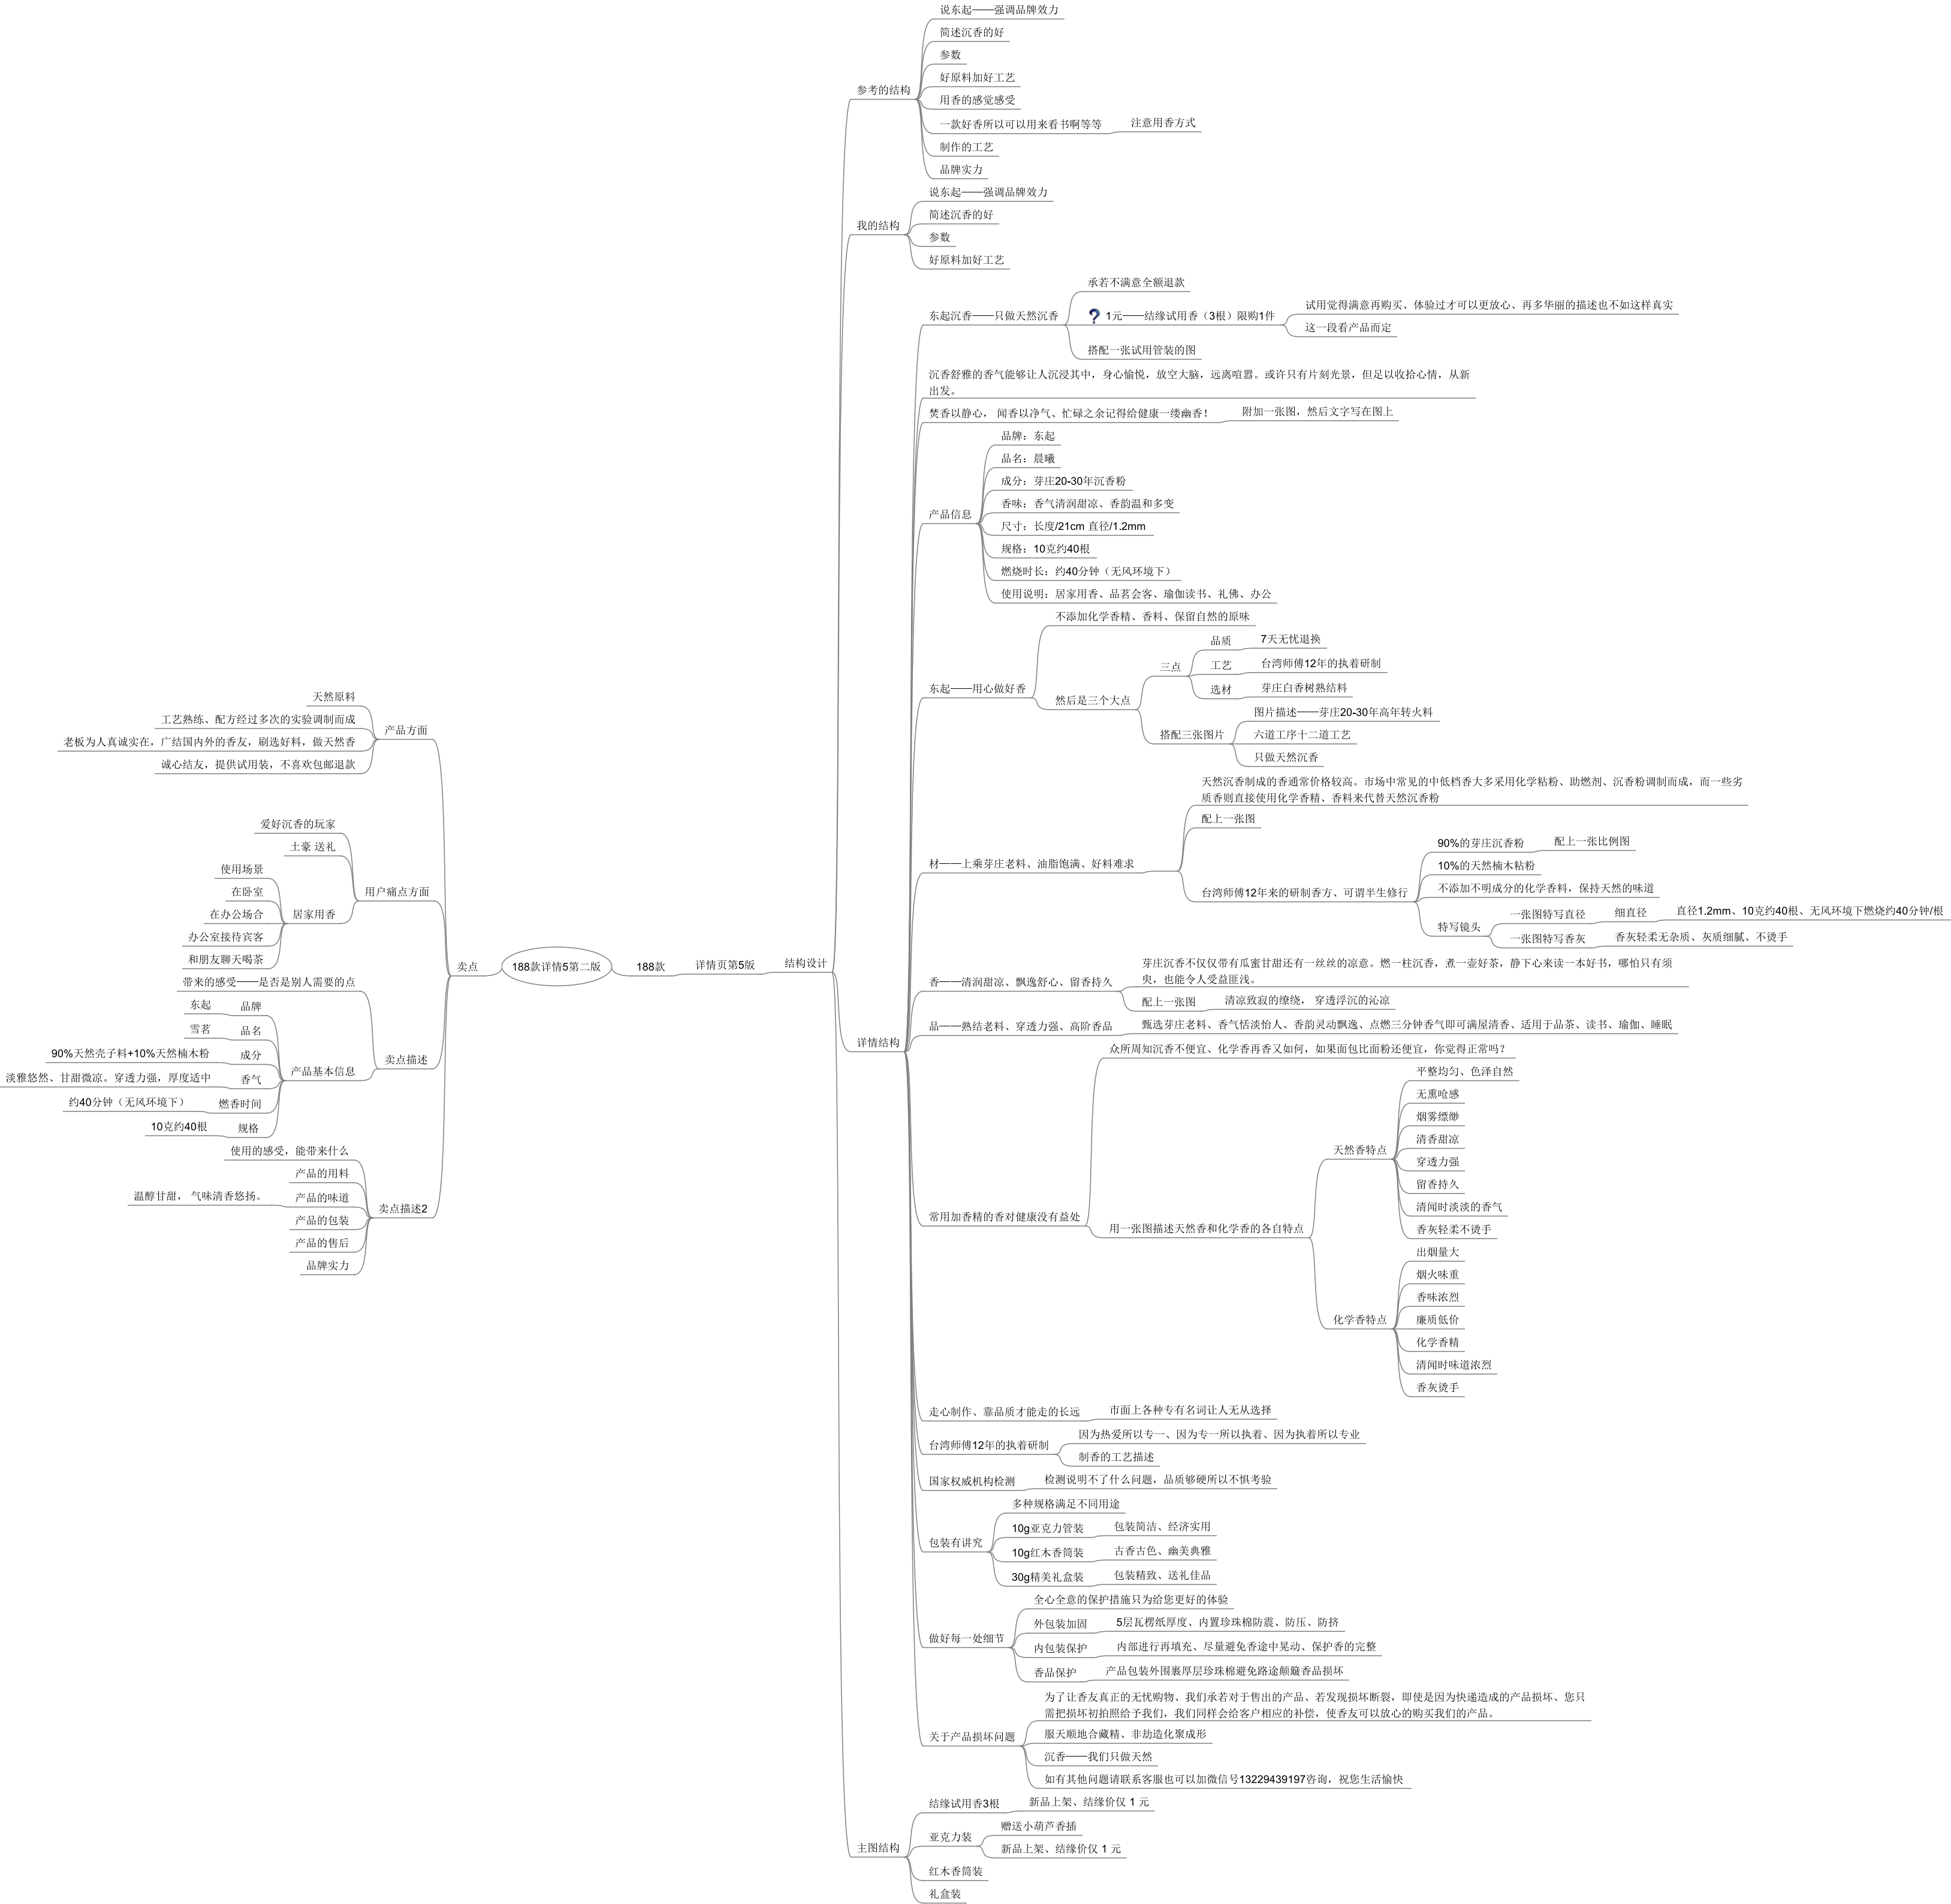 188款详情5第二版
188款
详情页第5版
结构设计
参考的结构
说东起——强调品牌效力
简述沉香的好
参数
好原料加好工艺
用香的感觉感受
一款好香所以可以用来看书啊等等
注意用香方式
制作的工艺
品牌实力
我的结构
说东起——强调品牌效力
简述沉香的好
参数
好原料加好工艺
详情结构
东起沉香——只做天然沉香
承若不满意全额退款
? 1元——结缘试用香（3根）限购1件
试用觉得满意再购买、体验过才可以更放心、再多华丽的描述也不如这样真实
这一段看产品而定
搭配一张试用管装的图
沉香舒雅的香气能够让人沉浸其中，身心愉悦，放空大脑，远离喧嚣。或许只有片刻光景，但足以收拾心情，从新
出发。
焚香以静心， 闻香以净气、忙碌之余记得给健康一缕幽香！
附加一张图，然后文字写在图上
产品信息
品牌：东起
品名：晨曦
成分：芽庄20-30年沉香粉
香味：香气清润甜凉、香韵温和多变
尺寸：长度/21cm 直径/1.2mm
规格：10克约40根
燃烧时长：约40分钟（无风环境下）
使用说明：居家用香、品茗会客、瑜伽读书、礼佛、办公
东起——用心做好香
不添加化学香精、香料、保留自然的原味
然后是三个大点
三点
品质
7天无忧退换
工艺
台湾师傅12年的执着研制
选材
芽庄白香树熟结料
搭配三张图片
图片描述——芽庄20-30年高年转火料
六道工序十二道工艺
只做天然沉香
材——上乘芽庄老料、油脂饱满、好料难求
天然沉香制成的香通常价格较高。市场中常见的中低档香大多采用化学粘粉、助燃剂、沉香粉调制而成，而一些劣
质香则直接使用化学香精、香料来代替天然沉香粉
配上一张图
台湾师傅12年来的研制香方、可谓半生修行
90%的芽庄沉香粉
配上一张比例图
10%的天然楠木粘粉
不添加不明成分的化学香料，保持天然的味道
特写镜头
一张图特写直径
细直径
直径1.2mm、10克约40根、无风环境下燃烧约40分钟/根
一张图特写香灰
香灰轻柔无杂质、灰质细腻、不烫手
香——清润甜凉、飘逸舒心、留香持久
芽庄沉香不仅仅带有瓜蜜甘甜还有一丝丝的凉意。燃一柱沉香，煮一壶好茶，静下心来读一本好书，哪怕只有须
臾，也能令人受益匪浅。
配上一张图
清凉致寂的缭绕， 穿透浮沉的沁凉
品——熟结老料、穿透力强、高阶香品
甄选芽庄老料、香气恬淡怡人、香韵灵动飘逸、点燃三分钟香气即可满屋清香、适用于品茶、读书、瑜伽、睡眠
常用加香精的香对健康没有益处
众所周知沉香不便宜、化学香再香又如何，如果面包比面粉还便宜，你觉得正常吗？
用一张图描述天然香和化学香的各自特点
天然香特点
平整均匀、色泽自然
无熏呛感
烟雾缥缈
清香甜凉
穿透力强
留香持久
清闻时淡淡的香气
香灰轻柔不烫手
化学香特点
出烟量大
烟火味重
香味浓烈
廉质低价
化学香精
清闻时味道浓烈
香灰烫手
走心制作、靠品质才能走的长远
市面上各种专有名词让人无从选择
台湾师傅12年的执着研制
因为热爱所以专一、因为专一所以执着、因为执着所以专业
制香的工艺描述
国家权威机构检测
检测说明不了什么问题，品质够硬所以不惧考验
包装有讲究
多种规格满足不同用途
10g亚克力管装
包装简洁、经济实用
10g红木香筒装
古香古色、幽美典雅
30g精美礼盒装
包装精致、送礼佳品
做好每一处细节
全心全意的保护措施只为给您更好的体验
外包装加固
5层瓦楞纸厚度、内置珍珠棉防震、防压、防挤
内包装保护
内部进行再填充、尽量避免香途中晃动、保护香的完整
香品保护
产品包装外围裹厚层珍珠棉避免路途颠簸香品损坏
关于产品损坏问题
为了让香友真正的无忧购物、我们承若对于售出的产品、若发现损坏断裂，即使是因为快递造成的产品损坏、您只
需把损坏初拍照给予我们，我们同样会给客户相应的补偿，使香友可以放心的购买我们的产品。
服天顺地合藏精、非劫造化聚成形
沉香——我们只做天然
如有其他问题请联系客服也可以加微信号13229439197咨询，祝您生活愉快
主图结构
结缘试用香3根
新品上架、结缘价仅 1 元
亚克力装
赠送小葫芦香插
新品上架、结缘价仅 1 元
红木香筒装
礼盒装
卖点
产品方面
天然原料
工艺熟练、配方经过多次的实验调制而成
老板为人真诚实在，广结国内外的香友，刷选好料，做天然香
诚心结友，提供试用装，不喜欢包邮退款
用户痛点方面
爱好沉香的玩家
土豪 送礼
居家用香
使用场景
在卧室
在办公场合
办公室接待宾客
和朋友聊天喝茶
卖点描述
带来的感受——是否是别人需要的点
产品基本信息
品牌
东起
品名
雪茗
成分
90%天然壳子料+10%天然楠木粉
香气
淡雅悠然、甘甜微凉。穿透力强，厚度适中
燃香时间
约40分钟（无风环境下）
规格
10克约40根
卖点描述2
使用的感受，能带来什么
产品的用料
产品的味道
温醇甘甜， 气味清香悠扬。
产品的包装
产品的售后
品牌实力